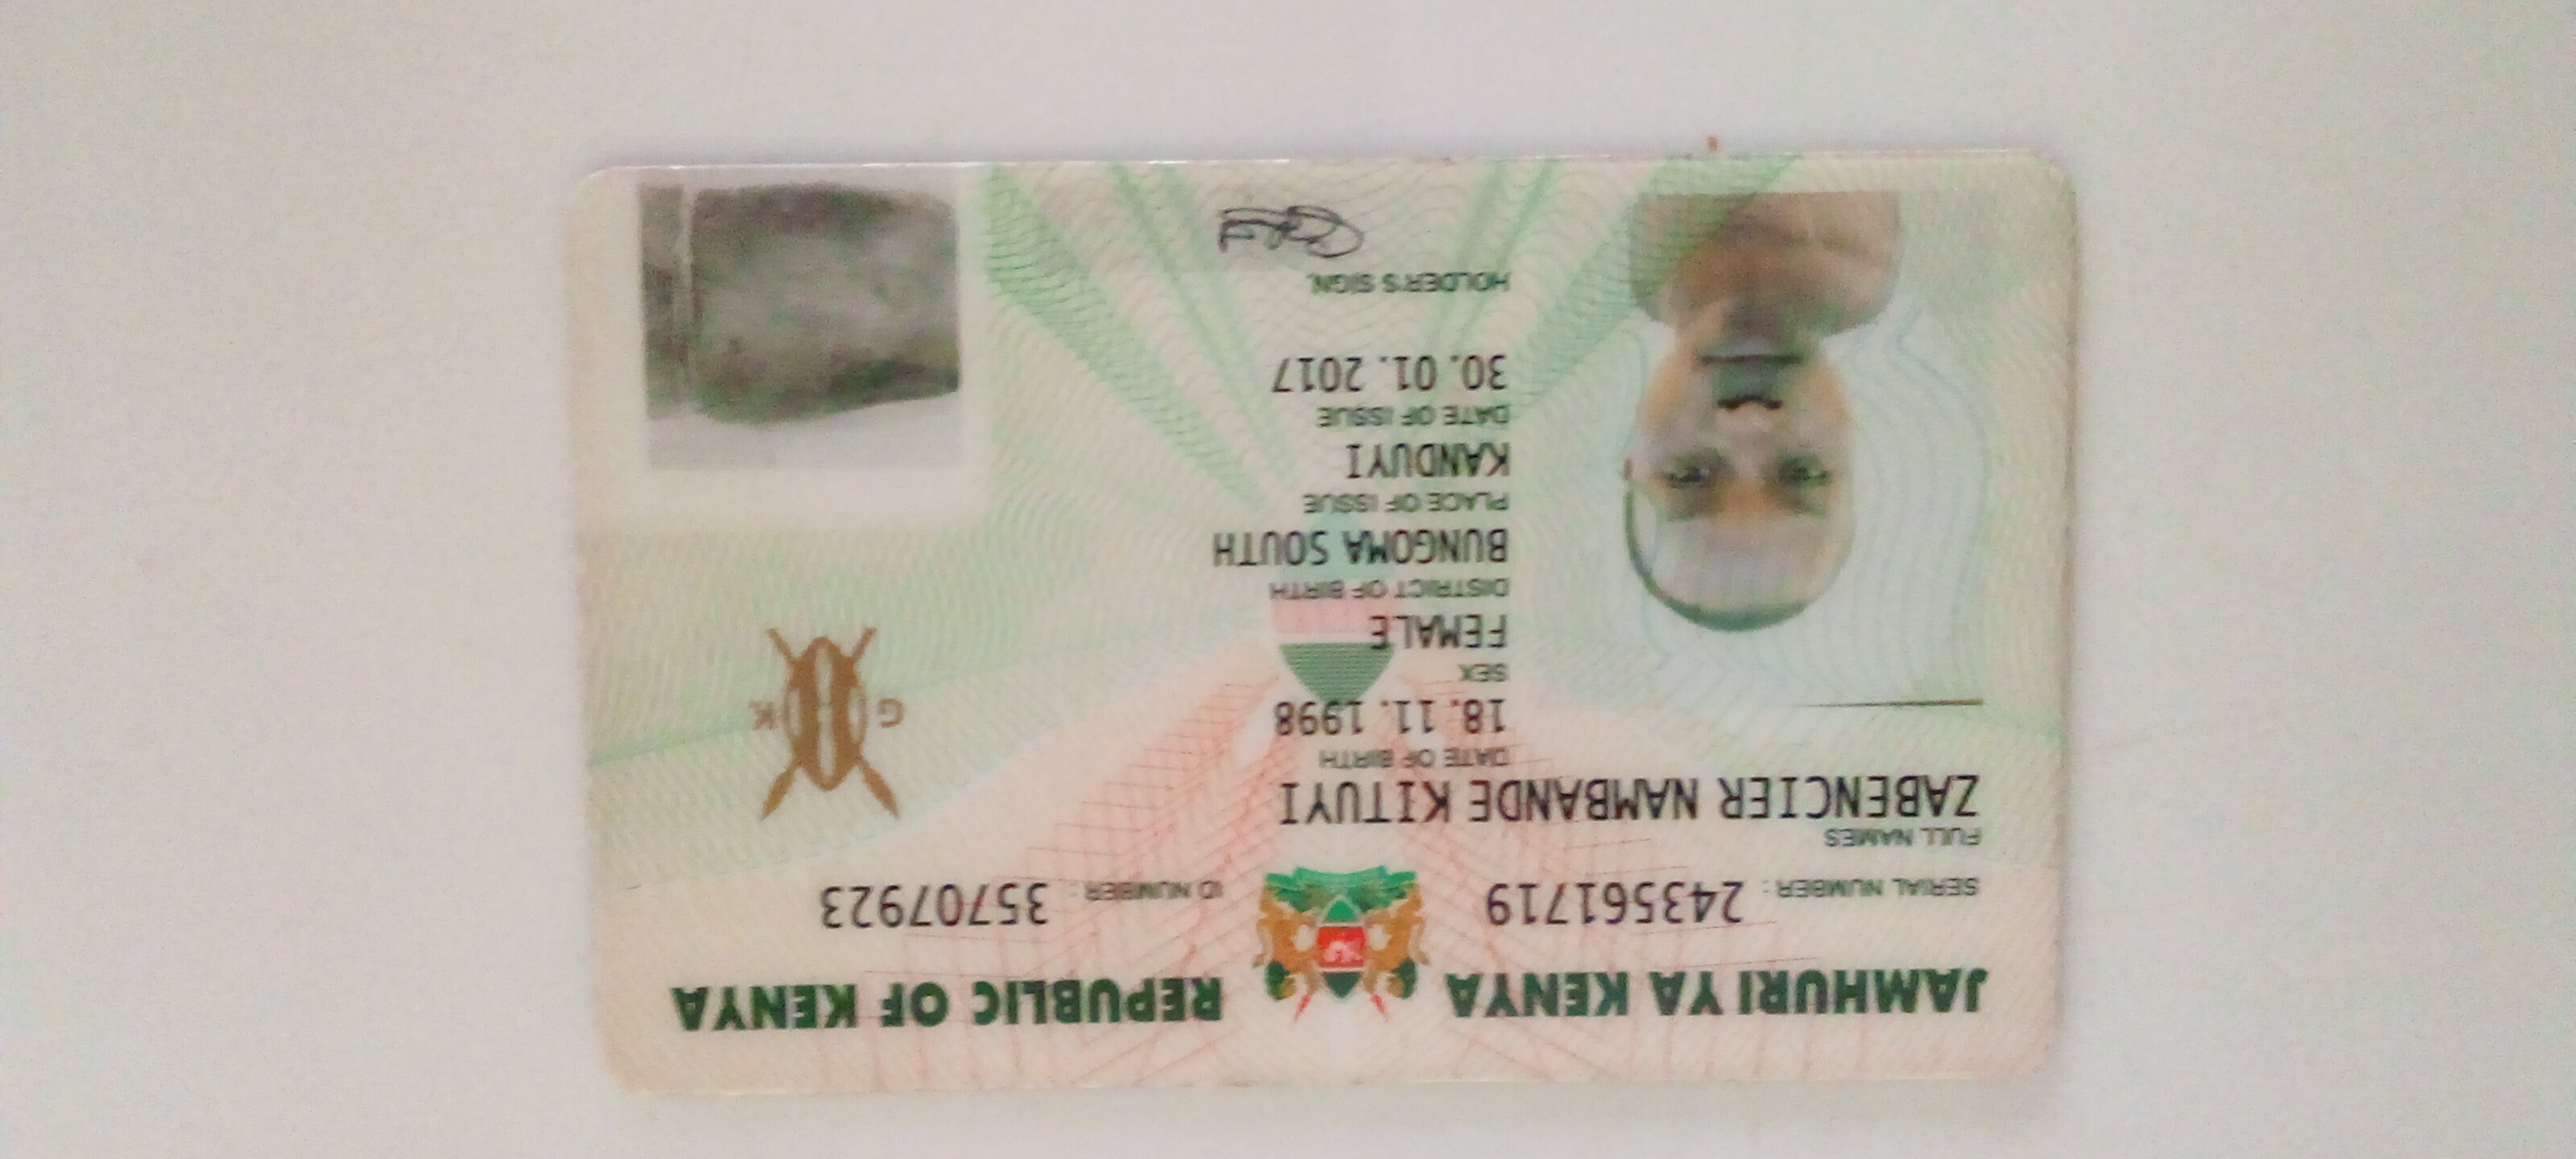 JAMHURI YA KENYA REPUBLIC OF KENYA
SERIAL NUMBER: 243561719 ID NUMBER: 35707923
FULL NAMES
ZABENCIER NAMBANDE KITUYI
DATE OF BIRTH
18. 11. 1998
G K
SEX
FEMALE
DISTRICT OF BIRTH
BUNGOMA SOUTH
PLACE OF ISSUE
KANDUYI
DATE OF ISSUE
30. 01. 2017
HOLDER'S SIGN.